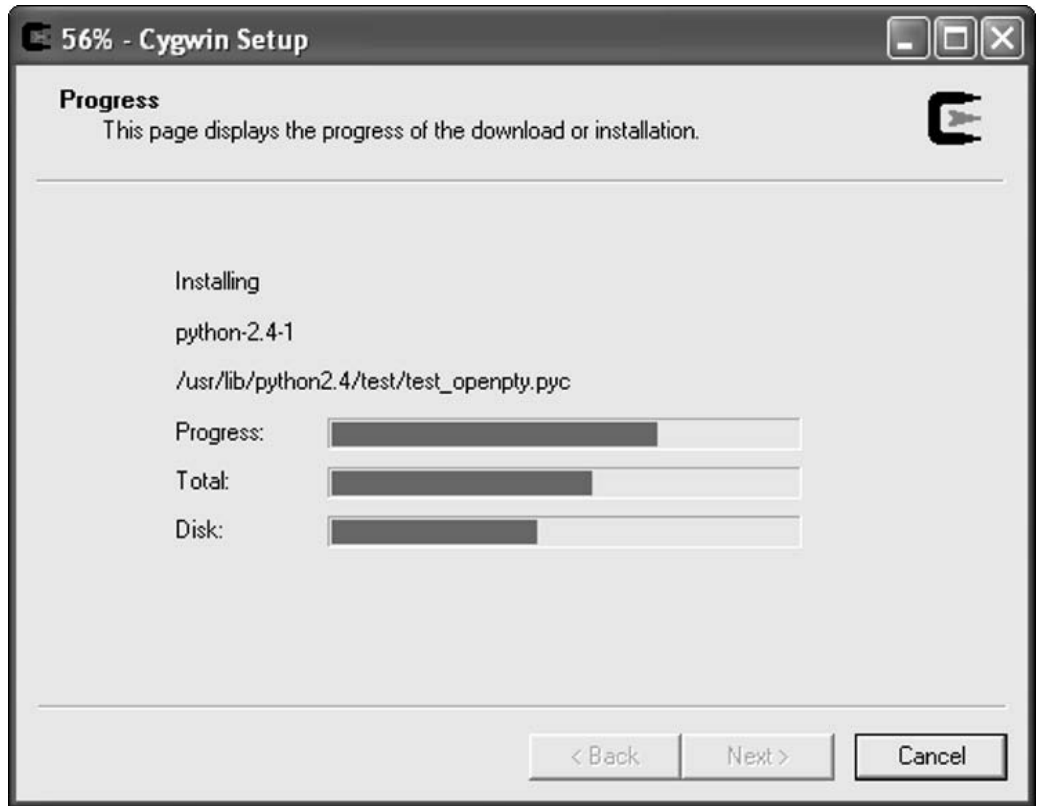 56% - Cygwin Setup
Progress
This page displays the progress of the download or installation.
Installing
python-2.4-1
/usr/lib/python2.4/test/test_openpty.pyc
Progress:
Total:
Disk:
< Back Next > Cancel